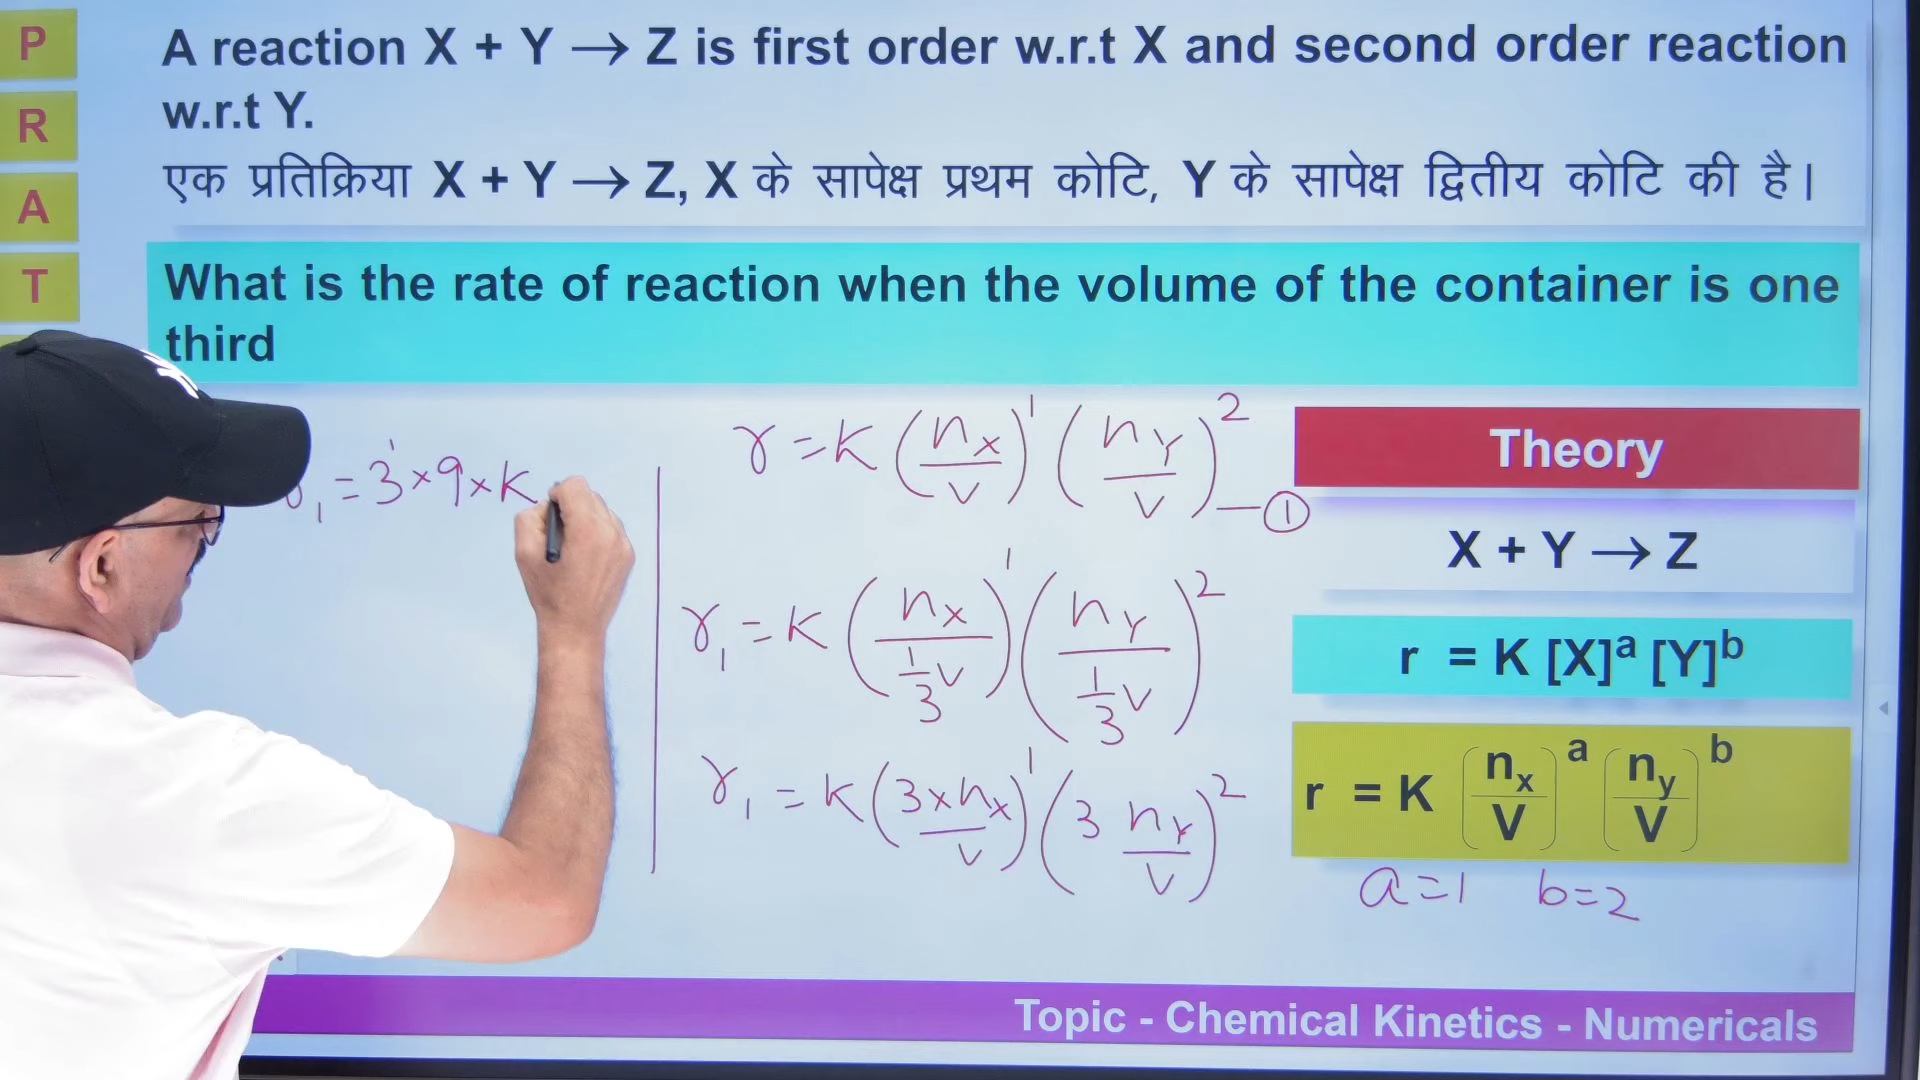 P
R
A
T
A reaction X + Y → Z is first order w.r.t X and second order reaction
w.r.t Y.
एक प्रतिक्रिया X + Y → Z, X के सापेक्ष प्रथम कोटि, Y के सापेक्ष द्वितीय कोटि की है।
What is the rate of reaction when the volume of the container is one
third
r₁ = 3¹ × 9 × K
r = K (nX/V)¹ (nY/V)² — ①
r₁ = K (nX / ⅓V)¹ (nY / ⅓V)²
r₁ = K (3×nX/V)¹ (3 nY/V)²
Theory
X + Y → Z
r = K [X]ᵃ [Y]ᵇ
r = K (nx/V)ᵃ (ny/V)ᵇ
a=1 b=2
Topic - Chemical Kinetics - Numericals